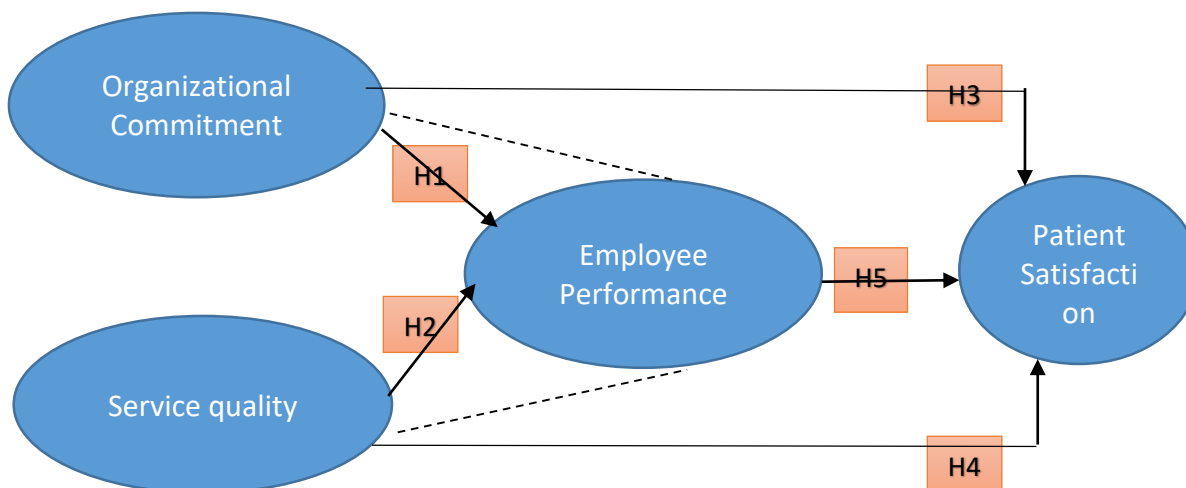 Organizational
Commitment
H3
H1
Employee
Performance
H5
Patient
Satisfacti
on
H2
Service quality
H4